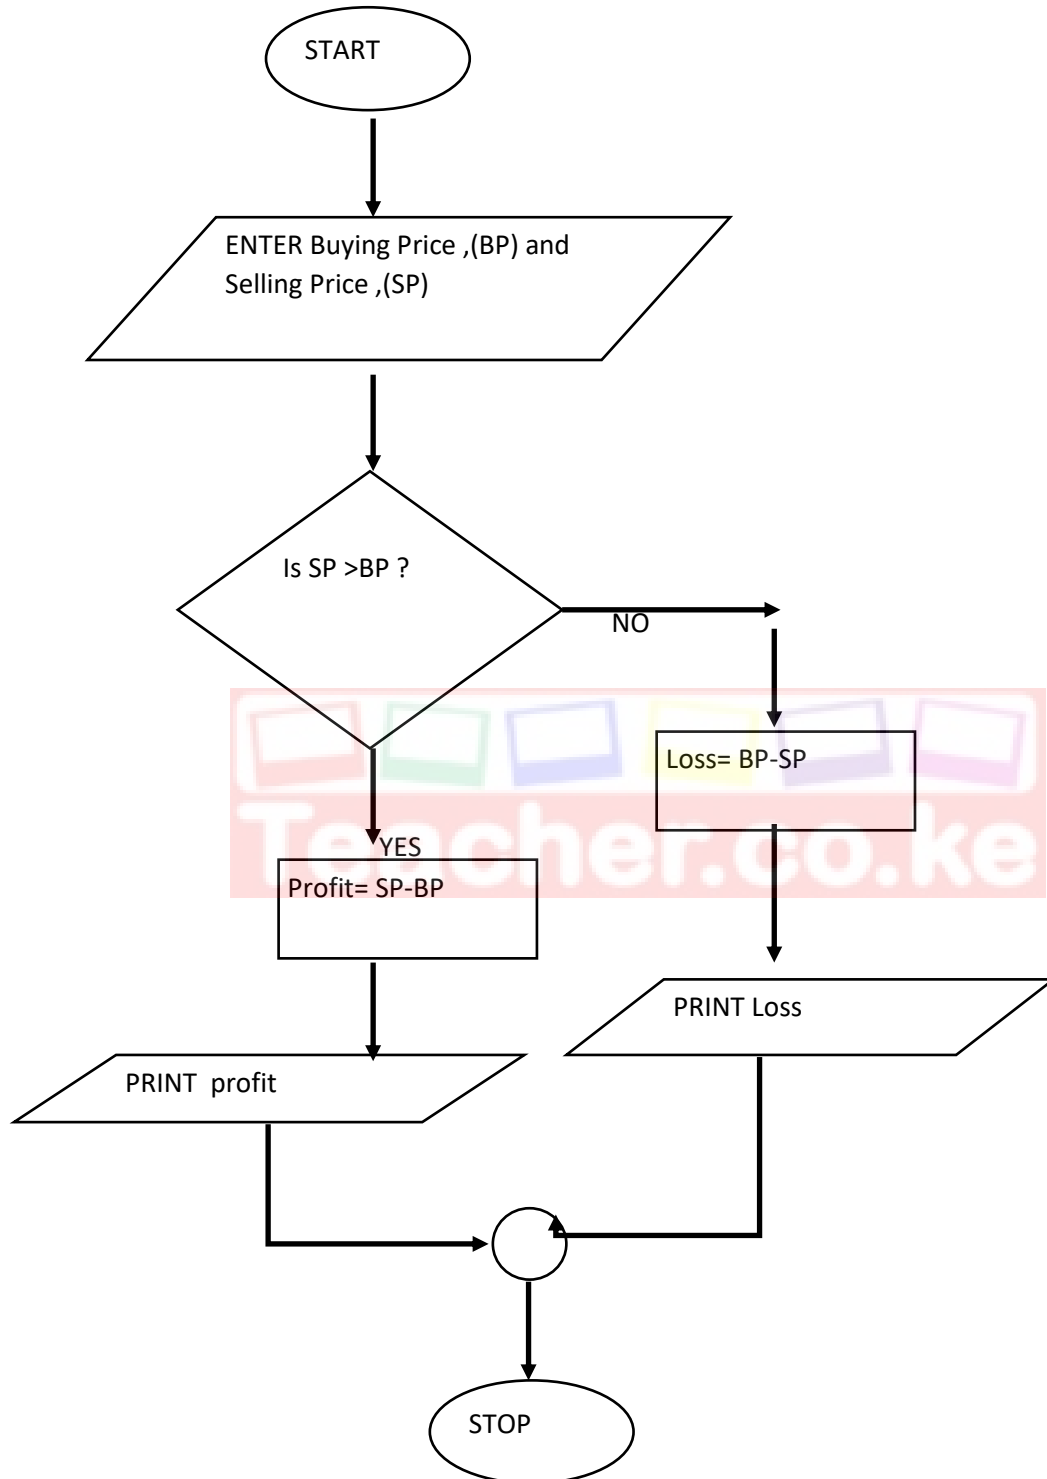 START
ENTER Buying Price ,(BP) and
Selling Price ,(SP)
Is SP >BP ?
NO
Loss= BP-SP
YES
Profit= SP-BP
Teacher.co.ke
PRINT Loss
PRINT  profit
STOP